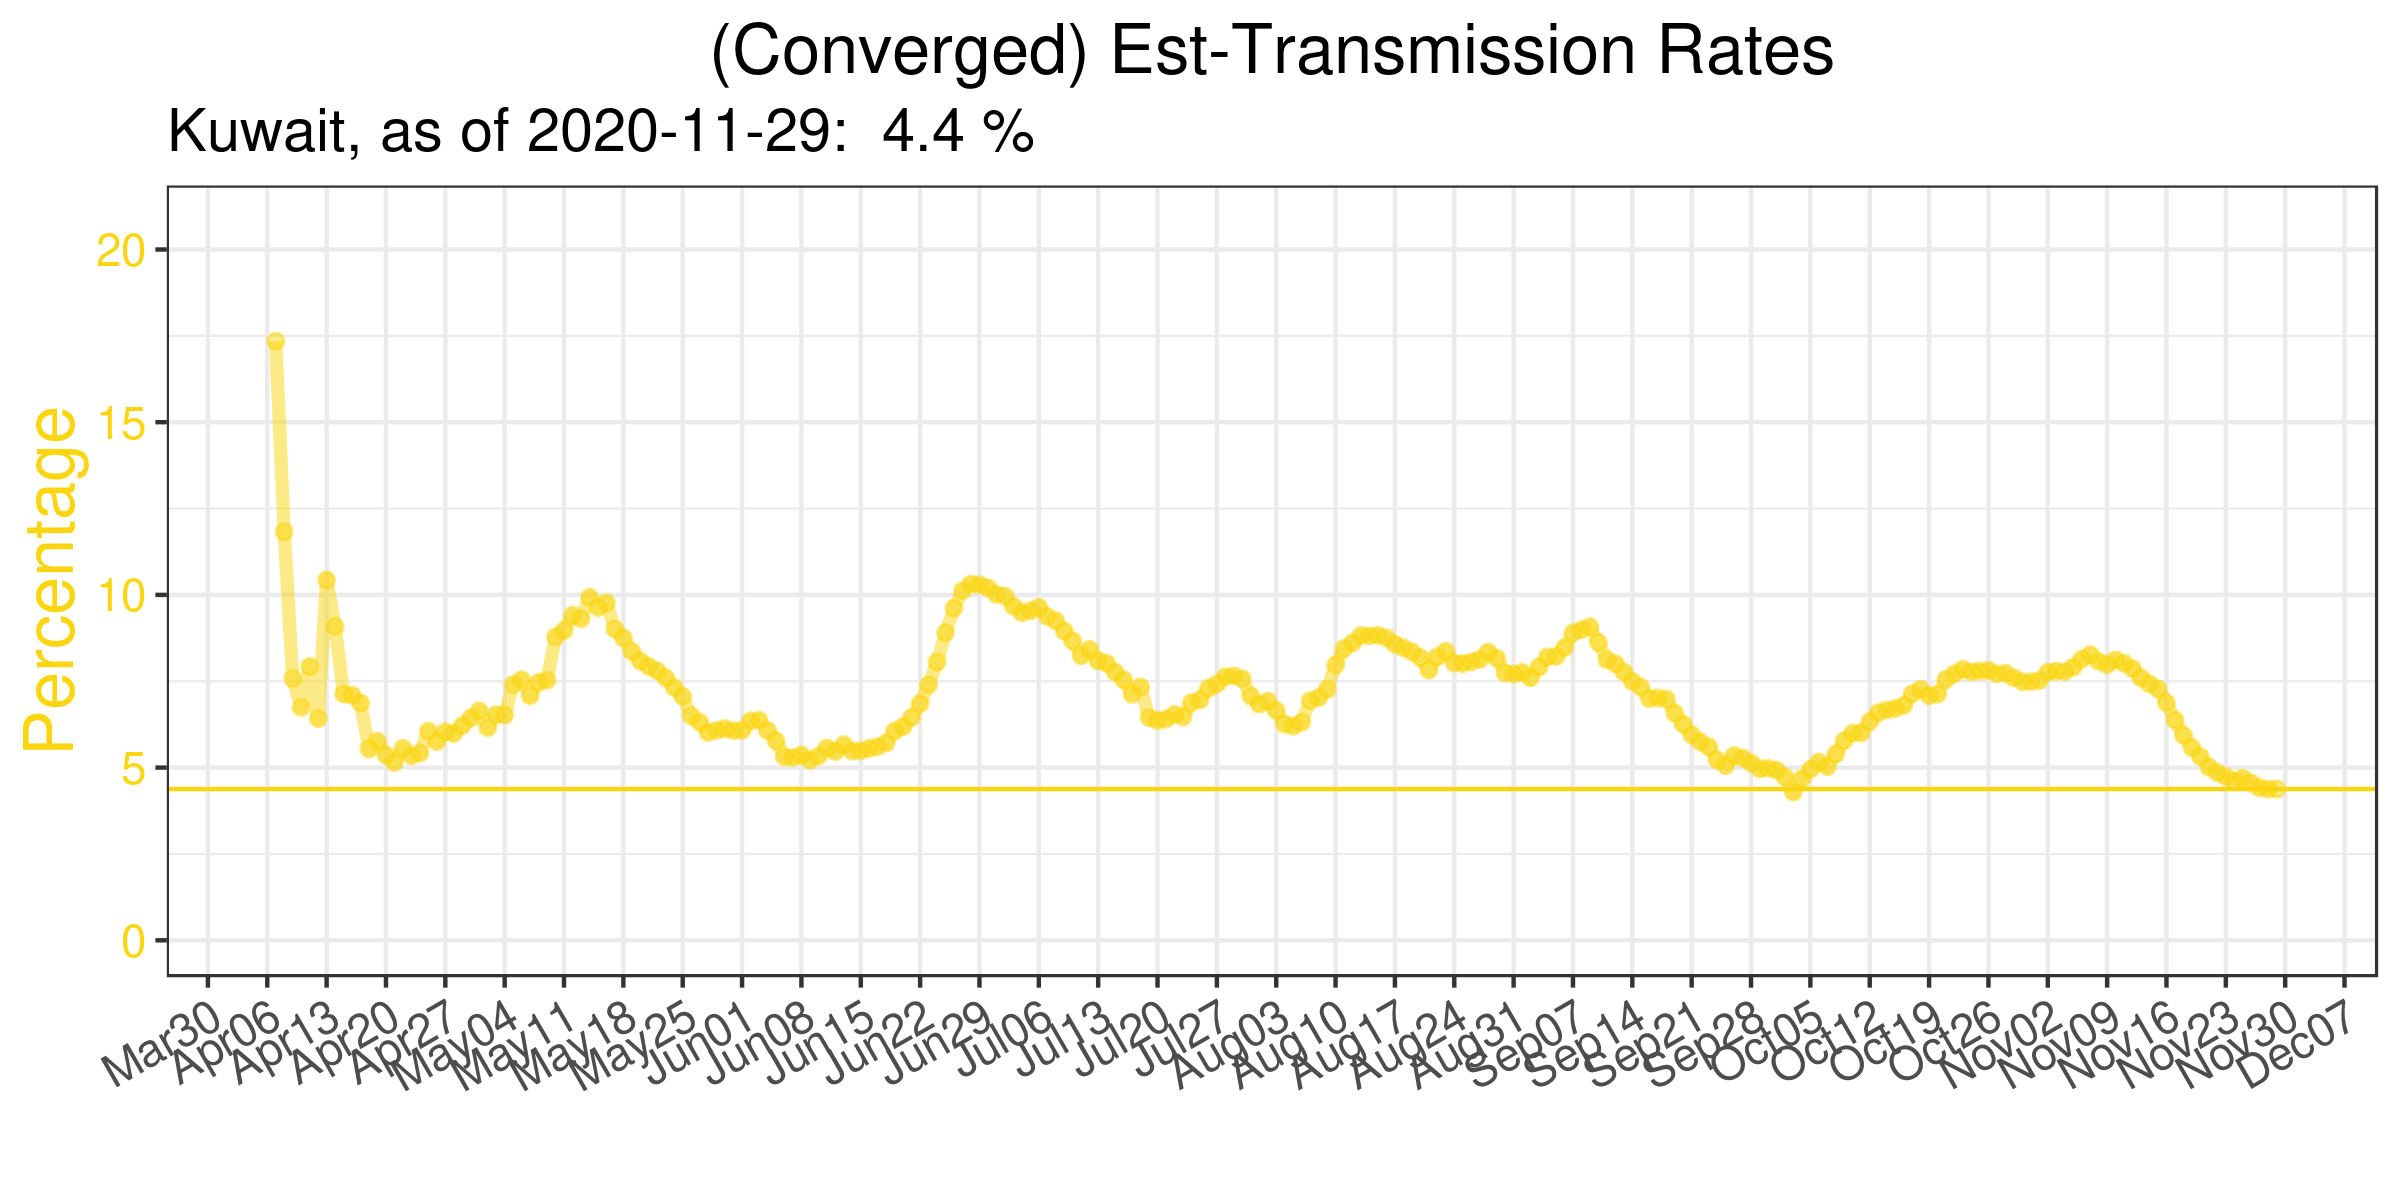 (Converged) Est-Transmission Rates
Kuwait, as of 2020-11-29:  4.4 %
Percentage
20
15
10
5
0
Mar30
Apr06
Apr13
Apr20
Apr27
May04
May11
May18
May25
Jun01
Jun08
Jun15
Jun22
Jun29
Jul06
Jul13
Jul20
Jul27
Aug03
Aug10
Aug17
Aug24
Aug31
Sep07
Sep14
Sep21
Sep28
Oct05
Oct12
Oct19
Oct26
Nov02
Nov09
Nov16
Nov23
Nov30
Dec07